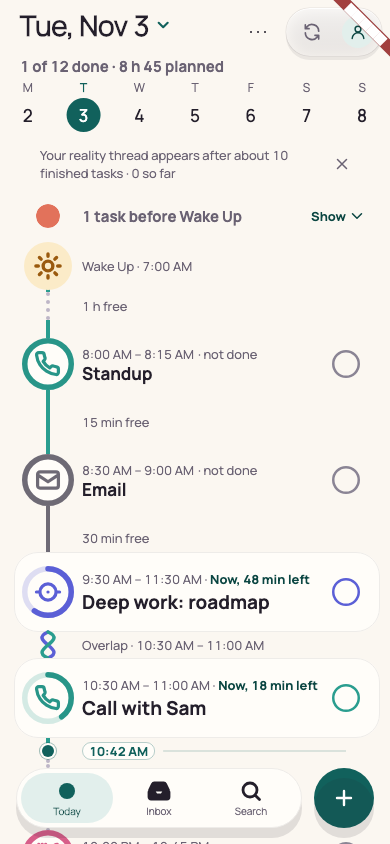 Tue, Nov 3
...
1 of 12 done · 8 h 45 planned
M T W T F S S
2 3 4 5 6 7 8
Your reality thread appears after about 10
finished tasks · 0 so far
1 task before Wake Up
Show
Wake Up · 7:00 AM
1 h free
8:00 AM – 8:15 AM · not done
Standup
15 min free
8:30 AM – 9:00 AM · not done
Email
30 min free
9:30 AM – 11:30 AM · Now, 48 min left
Deep work: roadmap
Overlap · 10:30 AM – 11:00 AM
10:30 AM – 11:00 AM · Now, 18 min left
Call with Sam
10:42 AM
Today
Inbox
Search